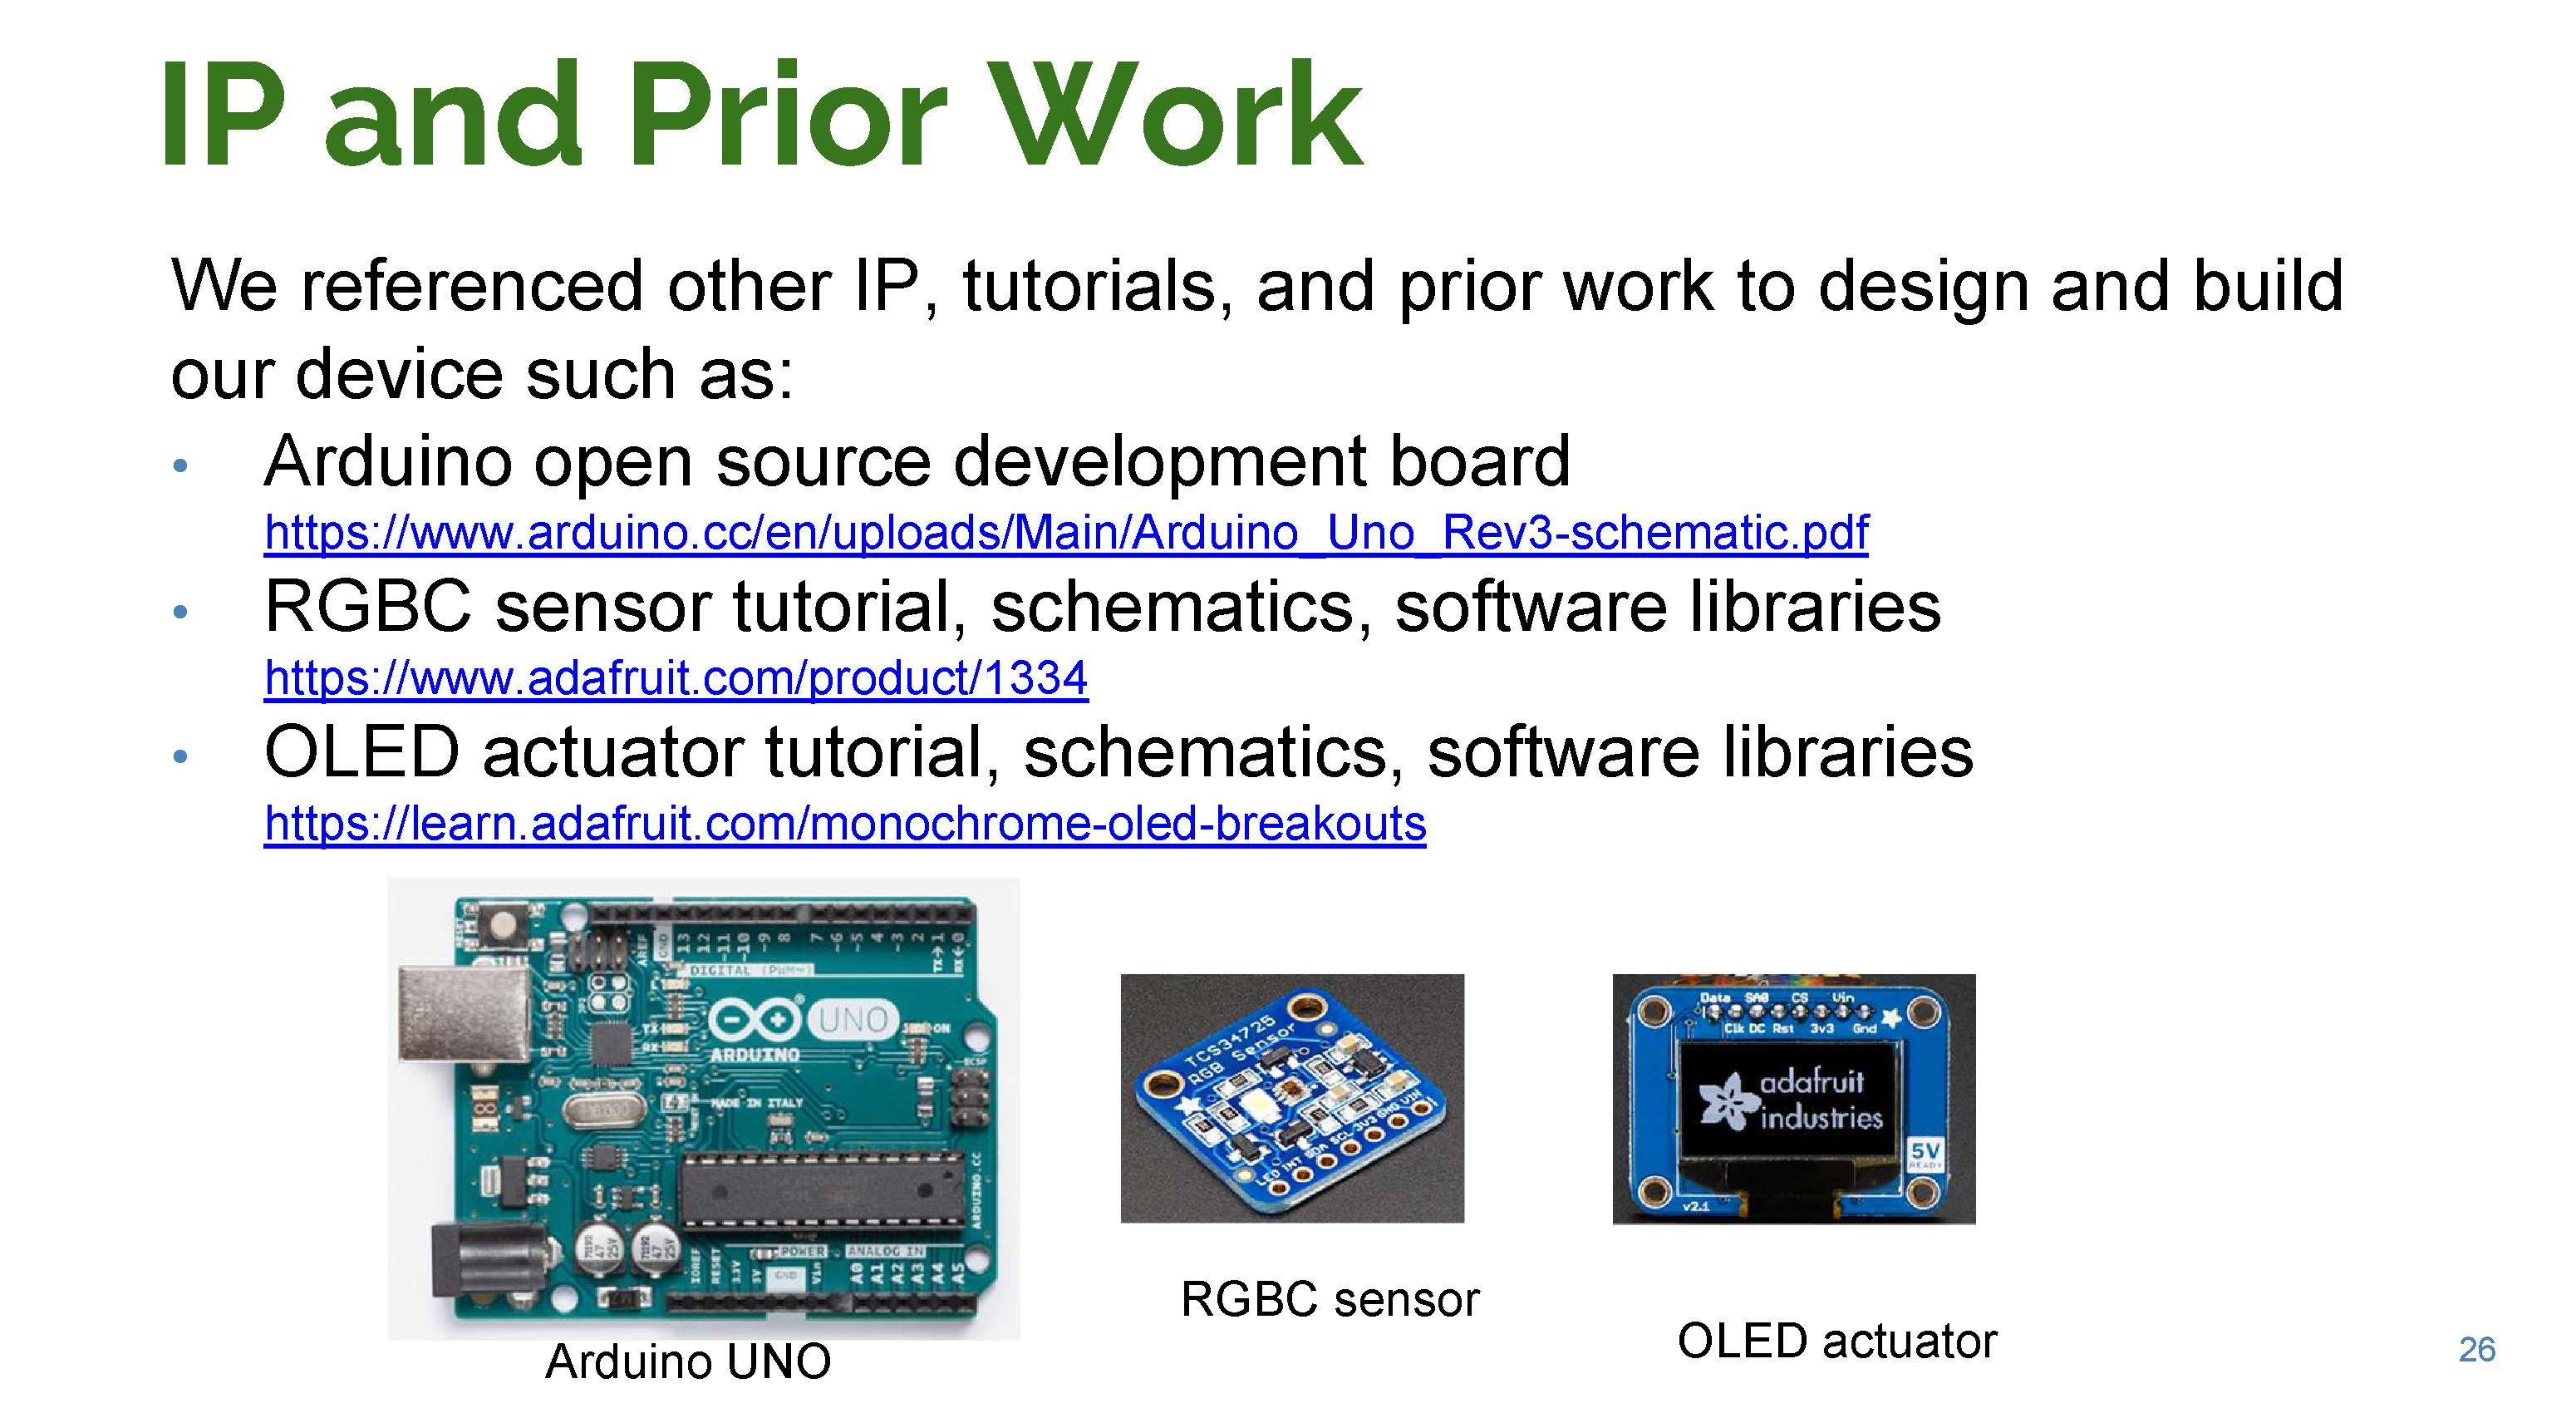 IP and Prior Work
We referenced other IP, tutorials, and prior work to design and build
our device such as:
• Arduino open source development board
https://www.arduino.cc/en/uploads/Main/Arduino_Uno_Rev3-schematic.pdf
• RGBC sensor tutorial, schematics, software libraries
https://www.adafruit.com/product/1334
• OLED actuator tutorial, schematics, software libraries
https://learn.adafruit.com/monochrome-oled-breakouts
RESET
AREF
GND
13
12
~11
~10
~9
8
7
~6
~5
4
~3
2
TX→1
RX←0
DIGITAL (PWM~)
TX
RX
UNO
ON
ARDUINO
ICSP
MADE IN ITALY
ARDUINO.CC
47
25V
47
25V
IOREF
RESET
3.3V
5V
GND
Vin
POWER
ANALOG IN
A0
A1
A2
A3
A4
A5
Arduino UNO
TCS34725
RGB Sensor
LED INT SDA SCL 3V3 GND VIN
RGBC sensor
Data SA0 CS Vin
Clk DC Rst 3v3 Gnd
adafruit
industries
5V
READY
v2.1
OLED actuator
26